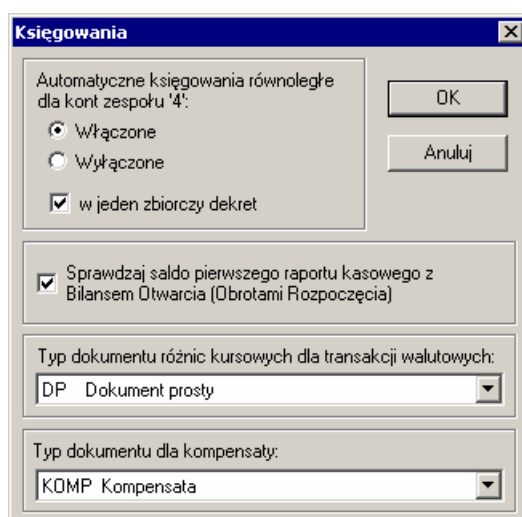 Księgowania
Automatyczne księgowania równoległe
dla kont zespołu '4':
Włączone
Wyłączone
w jeden zbiorczy dekret
OK
Anuluj
Sprawdzaj saldo pierwszego raportu kasowego z
Bilansem Otwarcia (Obrotami Rozpoczęcia)
Typ dokumentu różnic kursowych dla transakcji walutowych:
DP Dokument prosty
Typ dokumentu dla kompensaty:
KOMP Kompensata